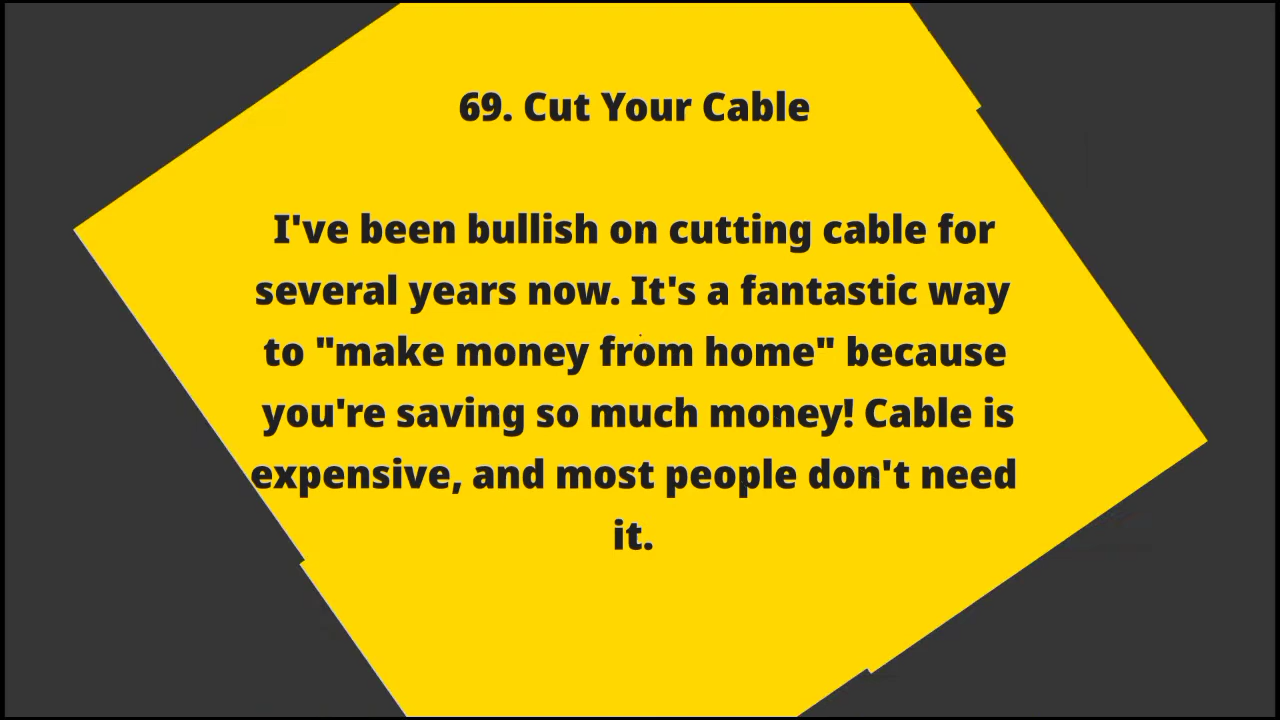 69. Cut Your Cable
I've been bullish on cutting cable for
several years now. It's a fantastic way
to "make money from home" because
you're saving so much money! Cable is
expensive, and most people don't need
it.